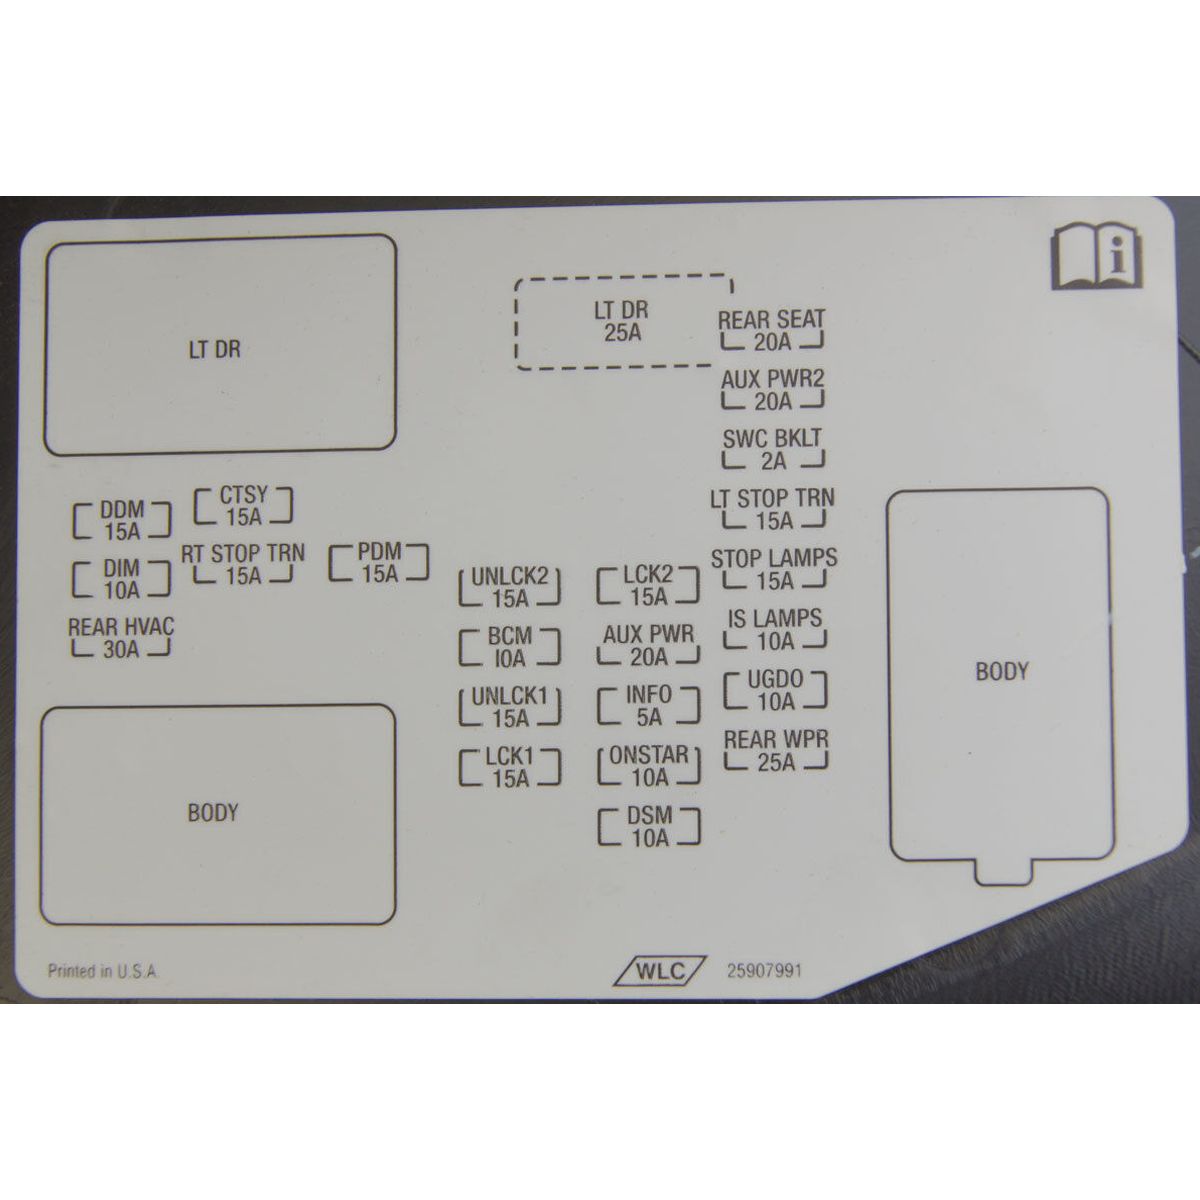 LT DR
LT DR
25A
REAR SEAT
20A
AUX PWR2
20A
SWC BKLT
2A
LT STOP TRN
15A
STOP LAMPS
15A
IS LAMPS
10A
UGDO
10A
REAR WPR
25A
DDM
15A
CTSY
15A
DIM
10A
RT STOP TRN
15A
PDM
15A
REAR HVAC
30A
UNLCK2
15A
BCM
10A
UNLCK1
15A
LCK1
15A
LCK2
15A
AUX PWR
20A
INFO
5A
ONSTAR
10A
DSM
10A
BODY
BODY
Printed in U.S.A.
WLC
25907991
i